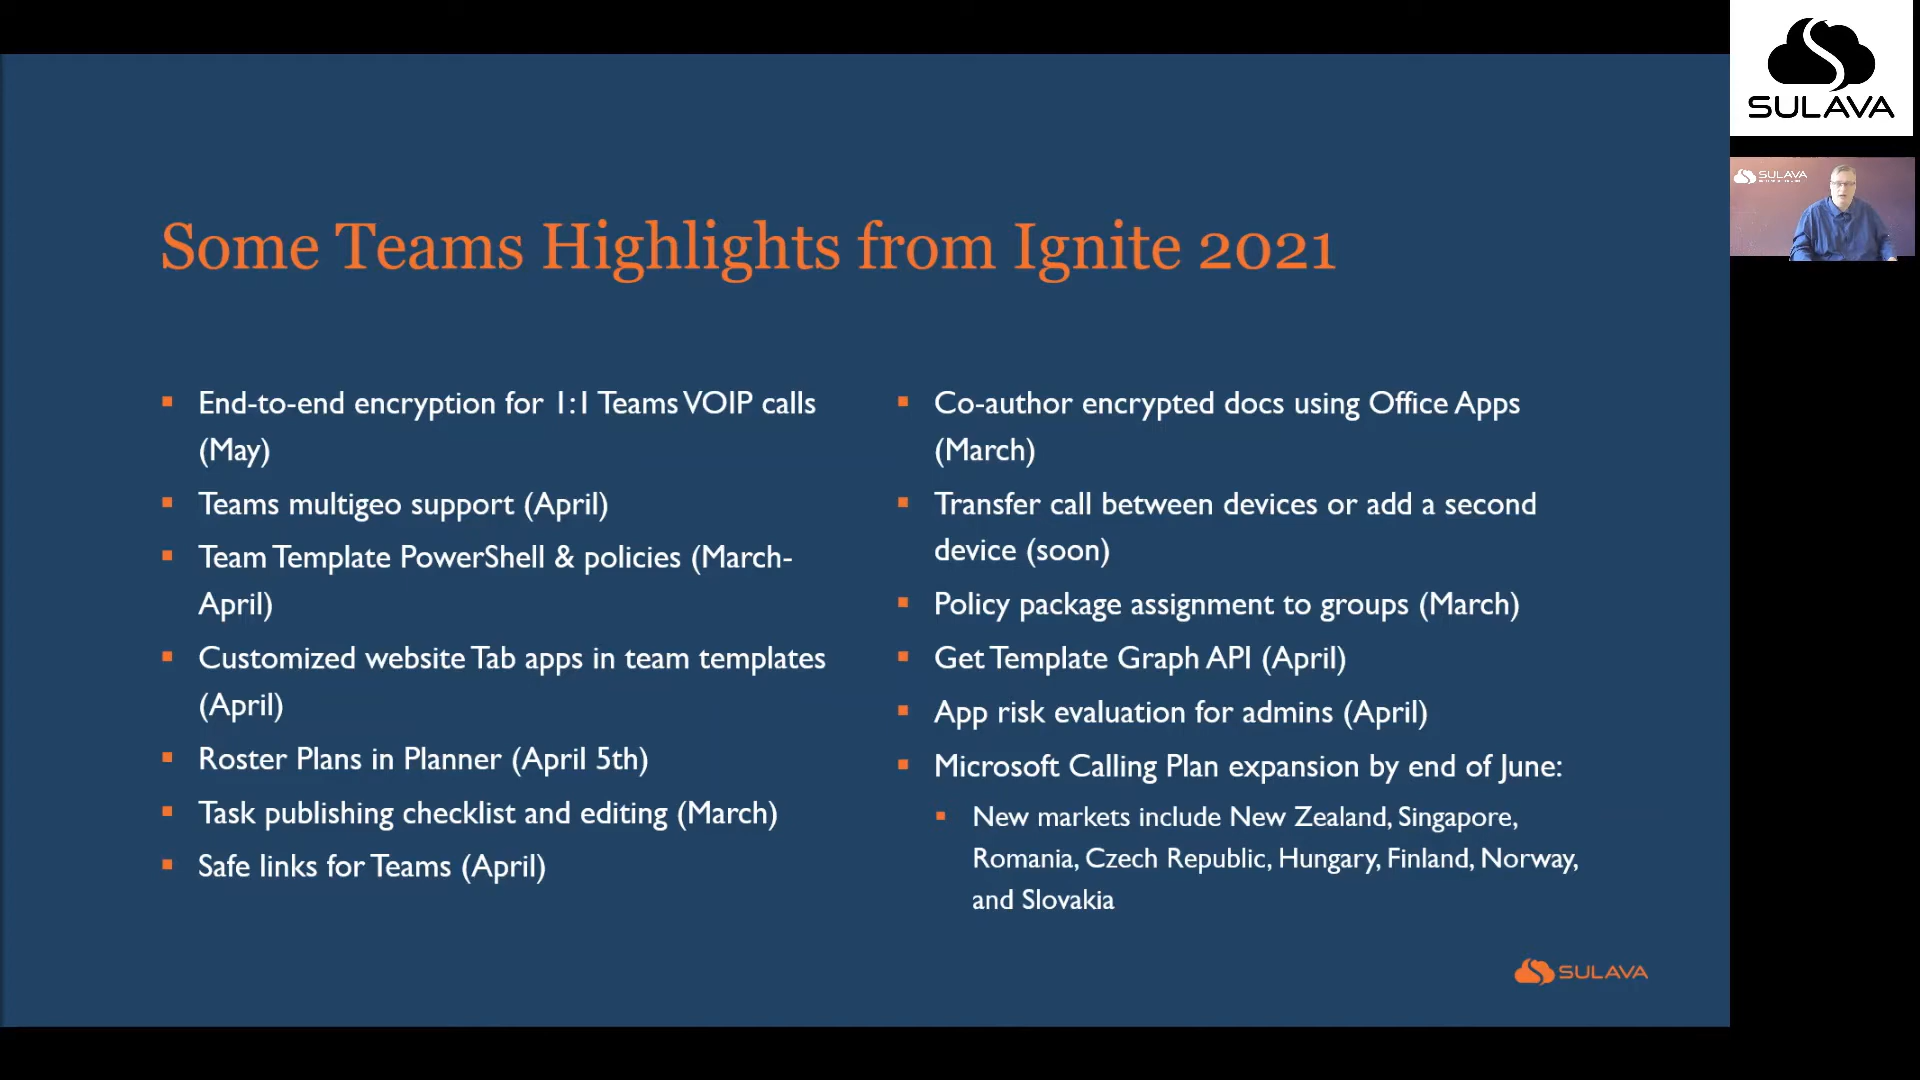 Some Teams Highlights from Ignite 2021
End-to-end encryption for 1:1 Teams VOIP calls
(May)
Teams multigeo support (April)
Team Template PowerShell & policies (March-
April)
Customized website Tab apps in team templates
(April)
Roster Plans in Planner (April 5th)
Task publishing checklist and editing (March)
Safe links for Teams (April)
Co-author encrypted docs using Office Apps
(March)
Transfer call between devices or add a second
device (soon)
Policy package assignment to groups (March)
Get Template Graph API (April)
App risk evaluation for admins (April)
Microsoft Calling Plan expansion by end of June:
New markets include New Zealand, Singapore,
Romania, Czech Republic, Hungary, Finland, Norway,
and Slovakia
SULAVA
SULAVA
SULAVA